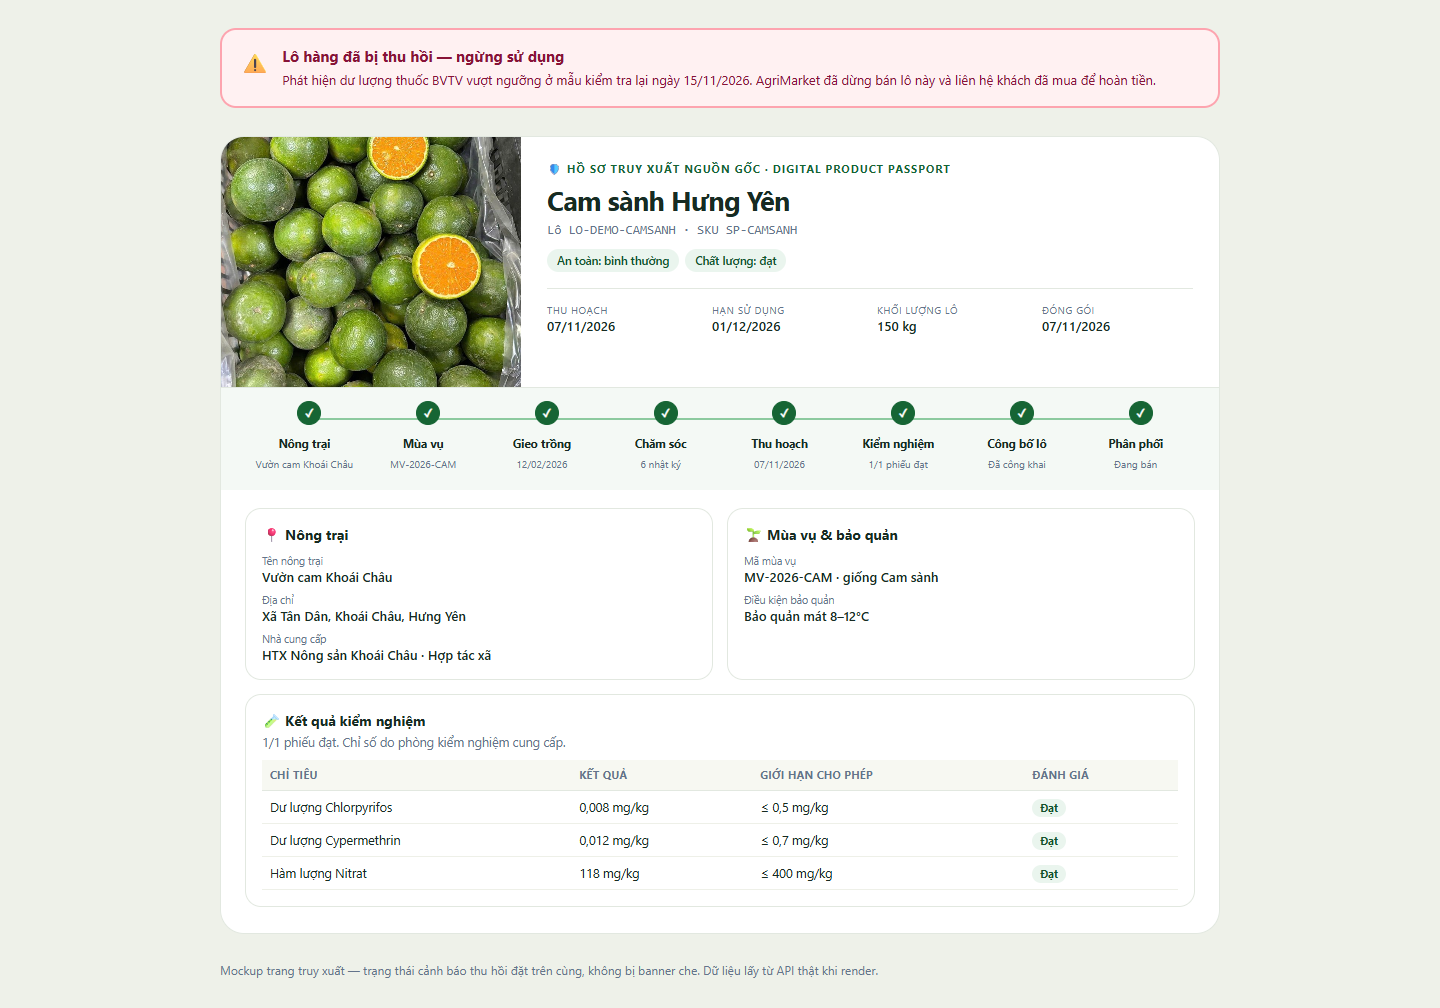 Lô hàng đã bị thu hồi — ngừng sử dụng
Phát hiện dư lượng thuốc BVTV vượt ngưỡng ở mẫu kiểm tra lại ngày 15/11/2026. AgriMarket đã dừng bán lô này và liên hệ khách đã mua để hoàn tiền.
HỒ SƠ TRUY XUẤT NGUỒN GỐC · DIGITAL PRODUCT PASSPORT
Cam sành Hưng Yên
Lô LO-DEMO-CAMSANH · SKU SP-CAMSANH
An toàn: bình thường Chất lượng: đạt
THU HOẠCH HẠN SỬ DỤNG KHỐI LƯỢNG LÔ ĐÓNG GÓI
07/11/2026 01/12/2026 150 kg 07/11/2026
Nông trại Mùa vụ Gieo trồng Chăm sóc Thu hoạch Kiểm nghiệm Công bố lô Phân phối
Vườn cam Khoái Châu MV-2026-CAM 12/02/2026 6 nhật ký 07/11/2026 1/1 phiếu đạt Đã công khai Đang bán
Nông trại
Tên nông trại
Vườn cam Khoái Châu
Địa chỉ
Xã Tân Dân, Khoái Châu, Hưng Yên
Nhà cung cấp
HTX Nông sản Khoái Châu · Hợp tác xã
Mùa vụ & bảo quản
Mã mùa vụ
MV-2026-CAM · giống Cam sành
Điều kiện bảo quản
Bảo quản mát 8–12°C
Kết quả kiểm nghiệm
1/1 phiếu đạt. Chỉ số do phòng kiểm nghiệm cung cấp.
CHỈ TIÊU KẾT QUẢ GIỚI HẠN CHO PHÉP ĐÁNH GIÁ
Dư lượng Chlorpyrifos 0,008 mg/kg ≤ 0,5 mg/kg Đạt
Dư lượng Cypermethrin 0,012 mg/kg ≤ 0,7 mg/kg Đạt
Hàm lượng Nitrat 118 mg/kg ≤ 400 mg/kg Đạt
Mockup trang truy xuất — trạng thái cảnh báo thu hồi đặt trên cùng, không bị banner che. Dữ liệu lấy từ API thật khi render.